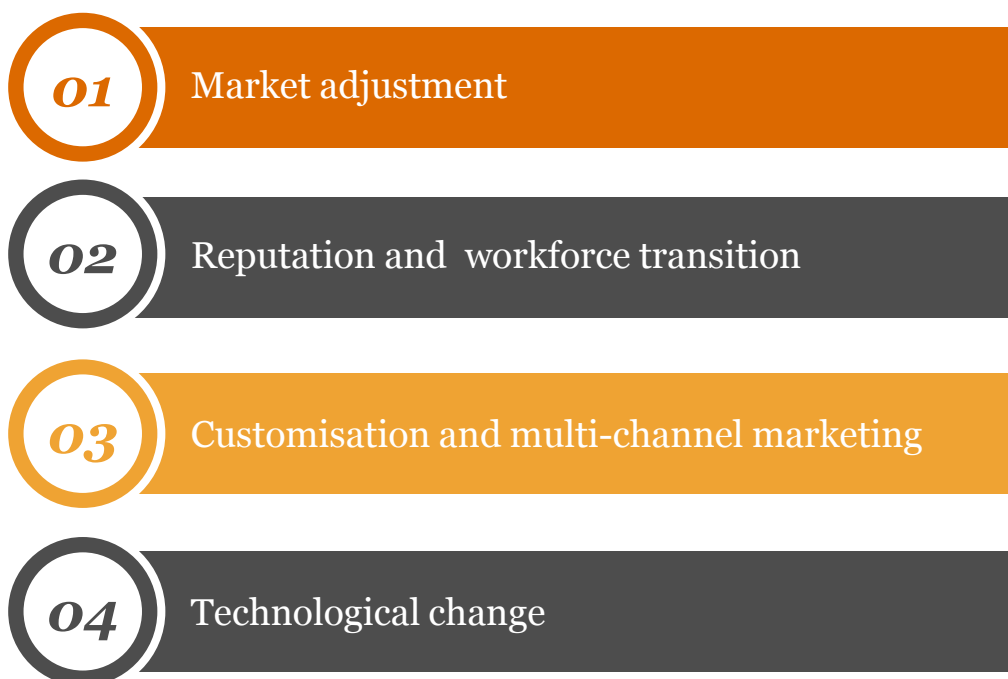 01 Market adjustment
02 Reputation and  workforce transition
03 Customisation and multi-channel marketing
04 Technological change